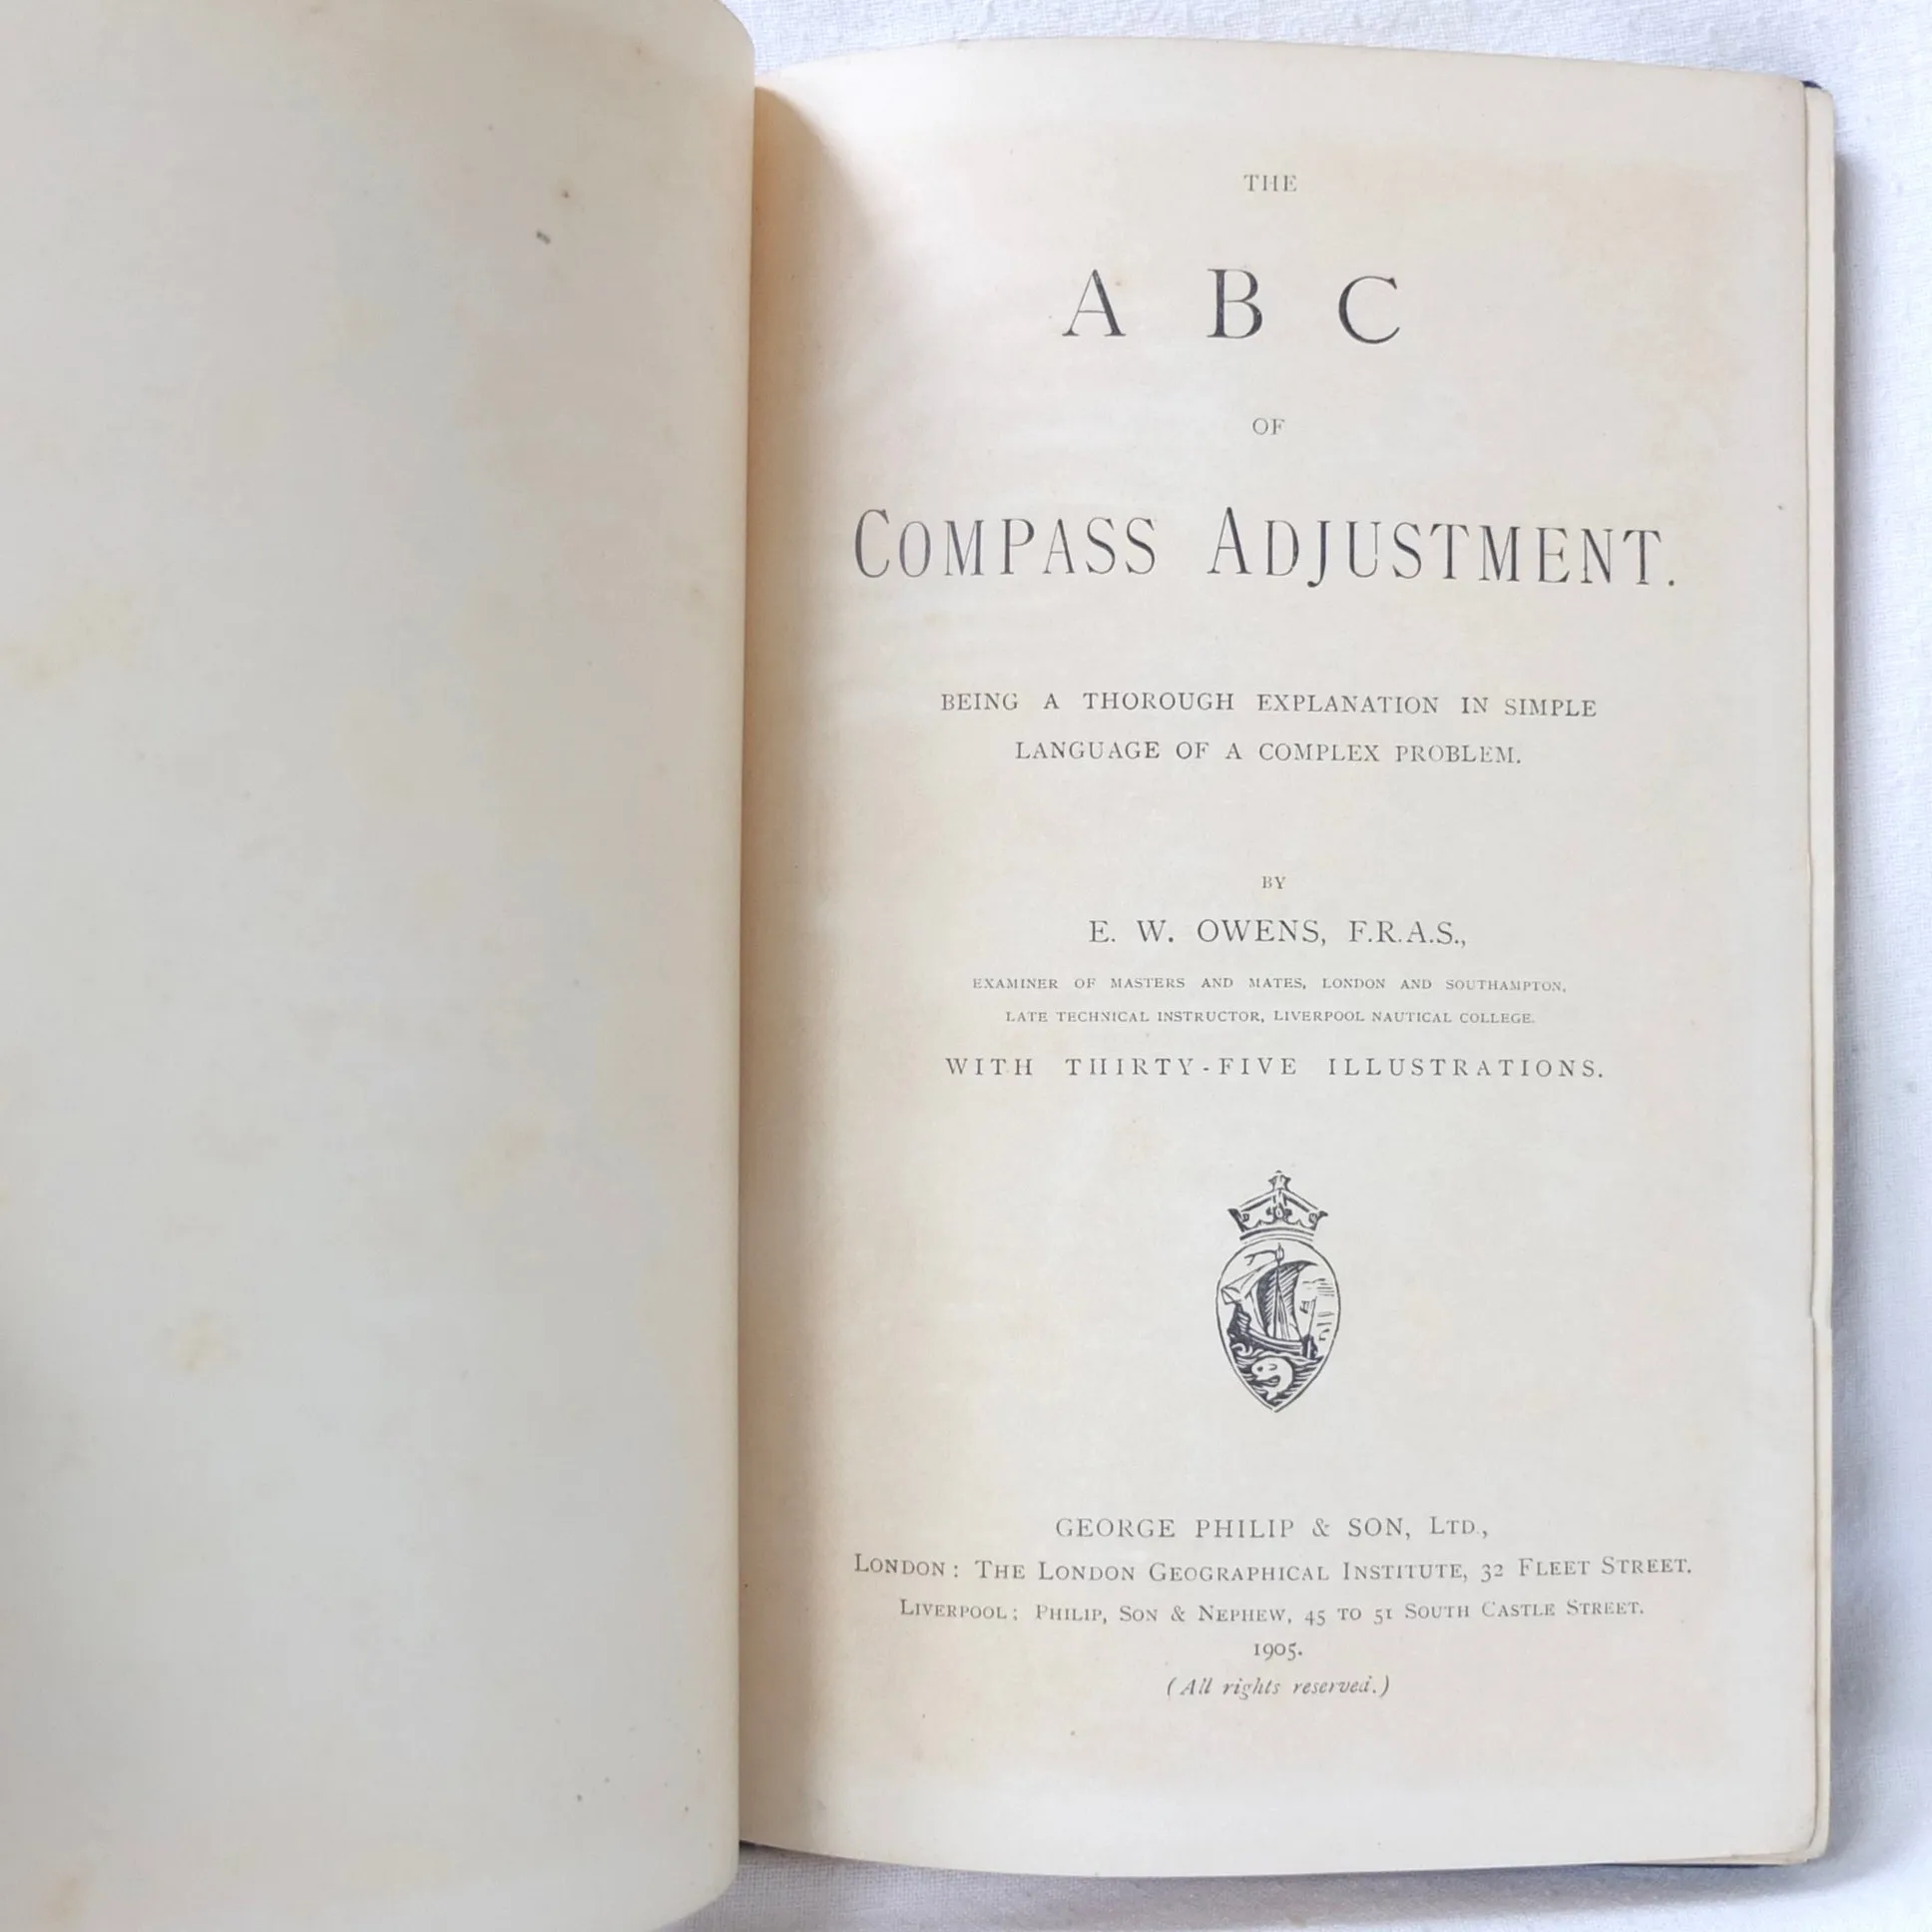 THE
A B C
OF
COMPASS ADJUSTMENT.
BEING A THOROUGH EXPLANATION IN SIMPLE
LANGUAGE OF A COMPLEX PROBLEM.
BY
E. W. OWENS, F.R.A.S.,
EXAMINER OF MASTERS AND MATES, LONDON AND SOUTHAMPTON,
LATE TECHNICAL INSTRUCTOR, LIVERPOOL NAUTICAL COLLEGE.
WITH THIRTY-FIVE ILLUSTRATIONS.
GEORGE PHILIP & SON, LTD.,
LONDON: THE LONDON GEOGRAPHICAL INSTITUTE, 32 FLEET STREET.
LIVERPOOL: PHILIP, SON & NEPHEW, 45 TO 51 SOUTH CASTLE STREET.
1905.
(All rights reserved.)